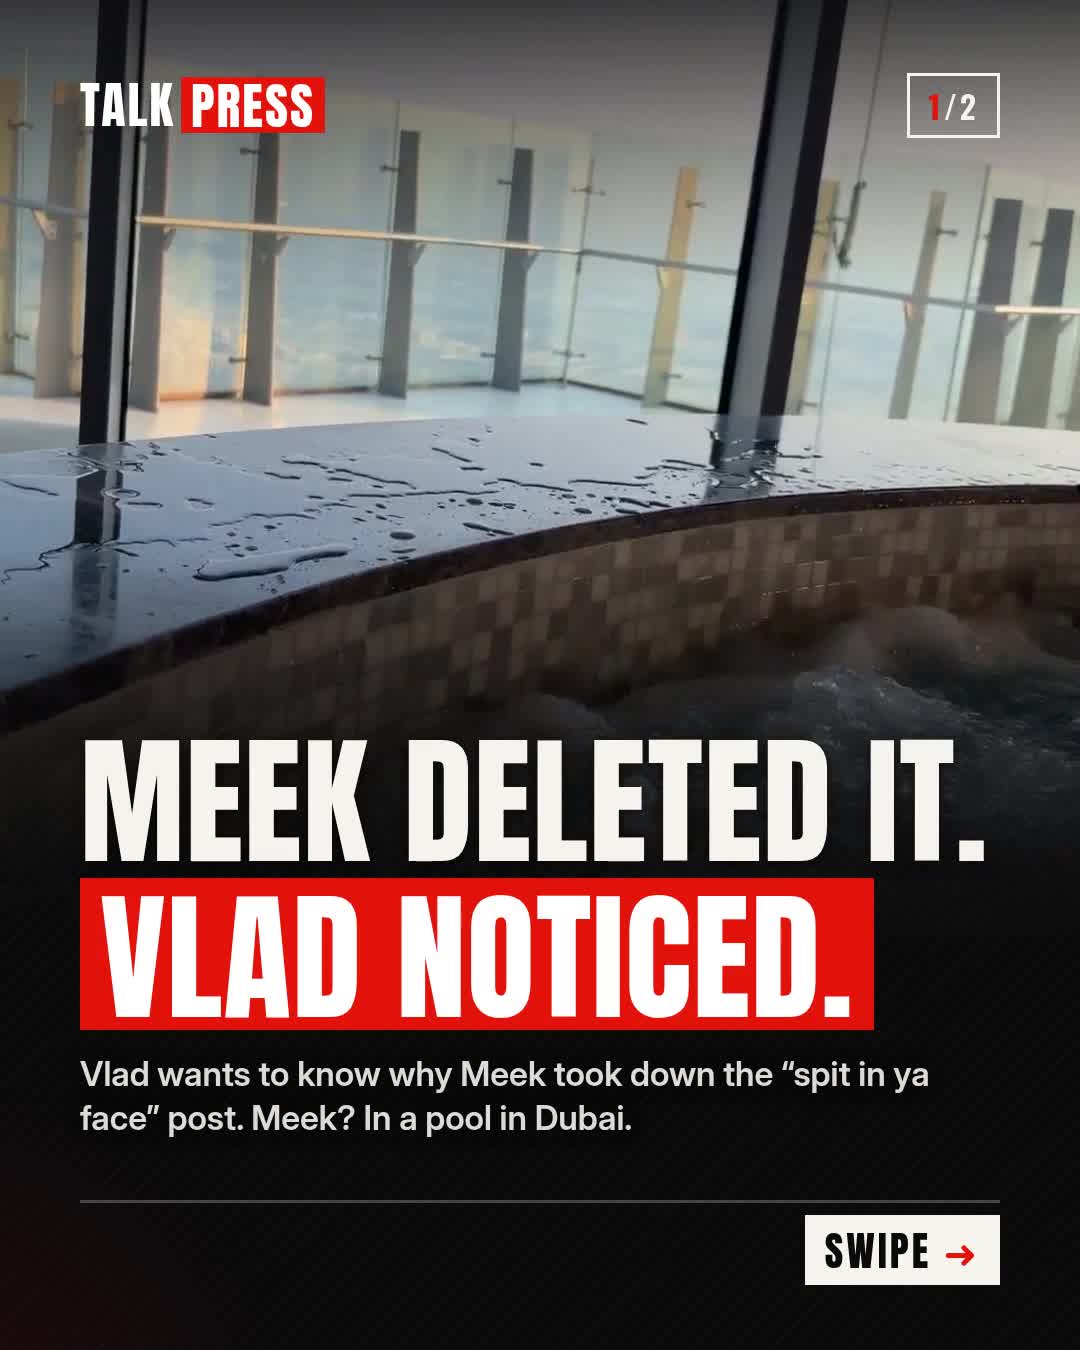 TALK PRESS
1/2
MEEK DELETED IT.
VLAD NOTICED.
Vlad wants to know why Meek took down the “spit in ya
face” post. Meek? In a pool in Dubai.
SWIPE →